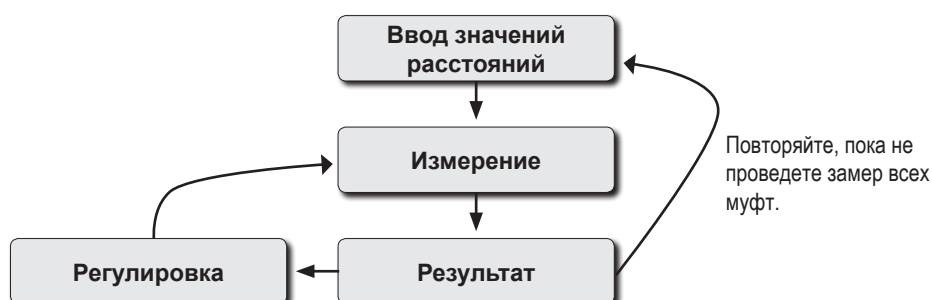 Ввод значений
расстояний
Измерение
Повторяйте, пока не
проведете замер всех
муфт.
Регулировка
Результат